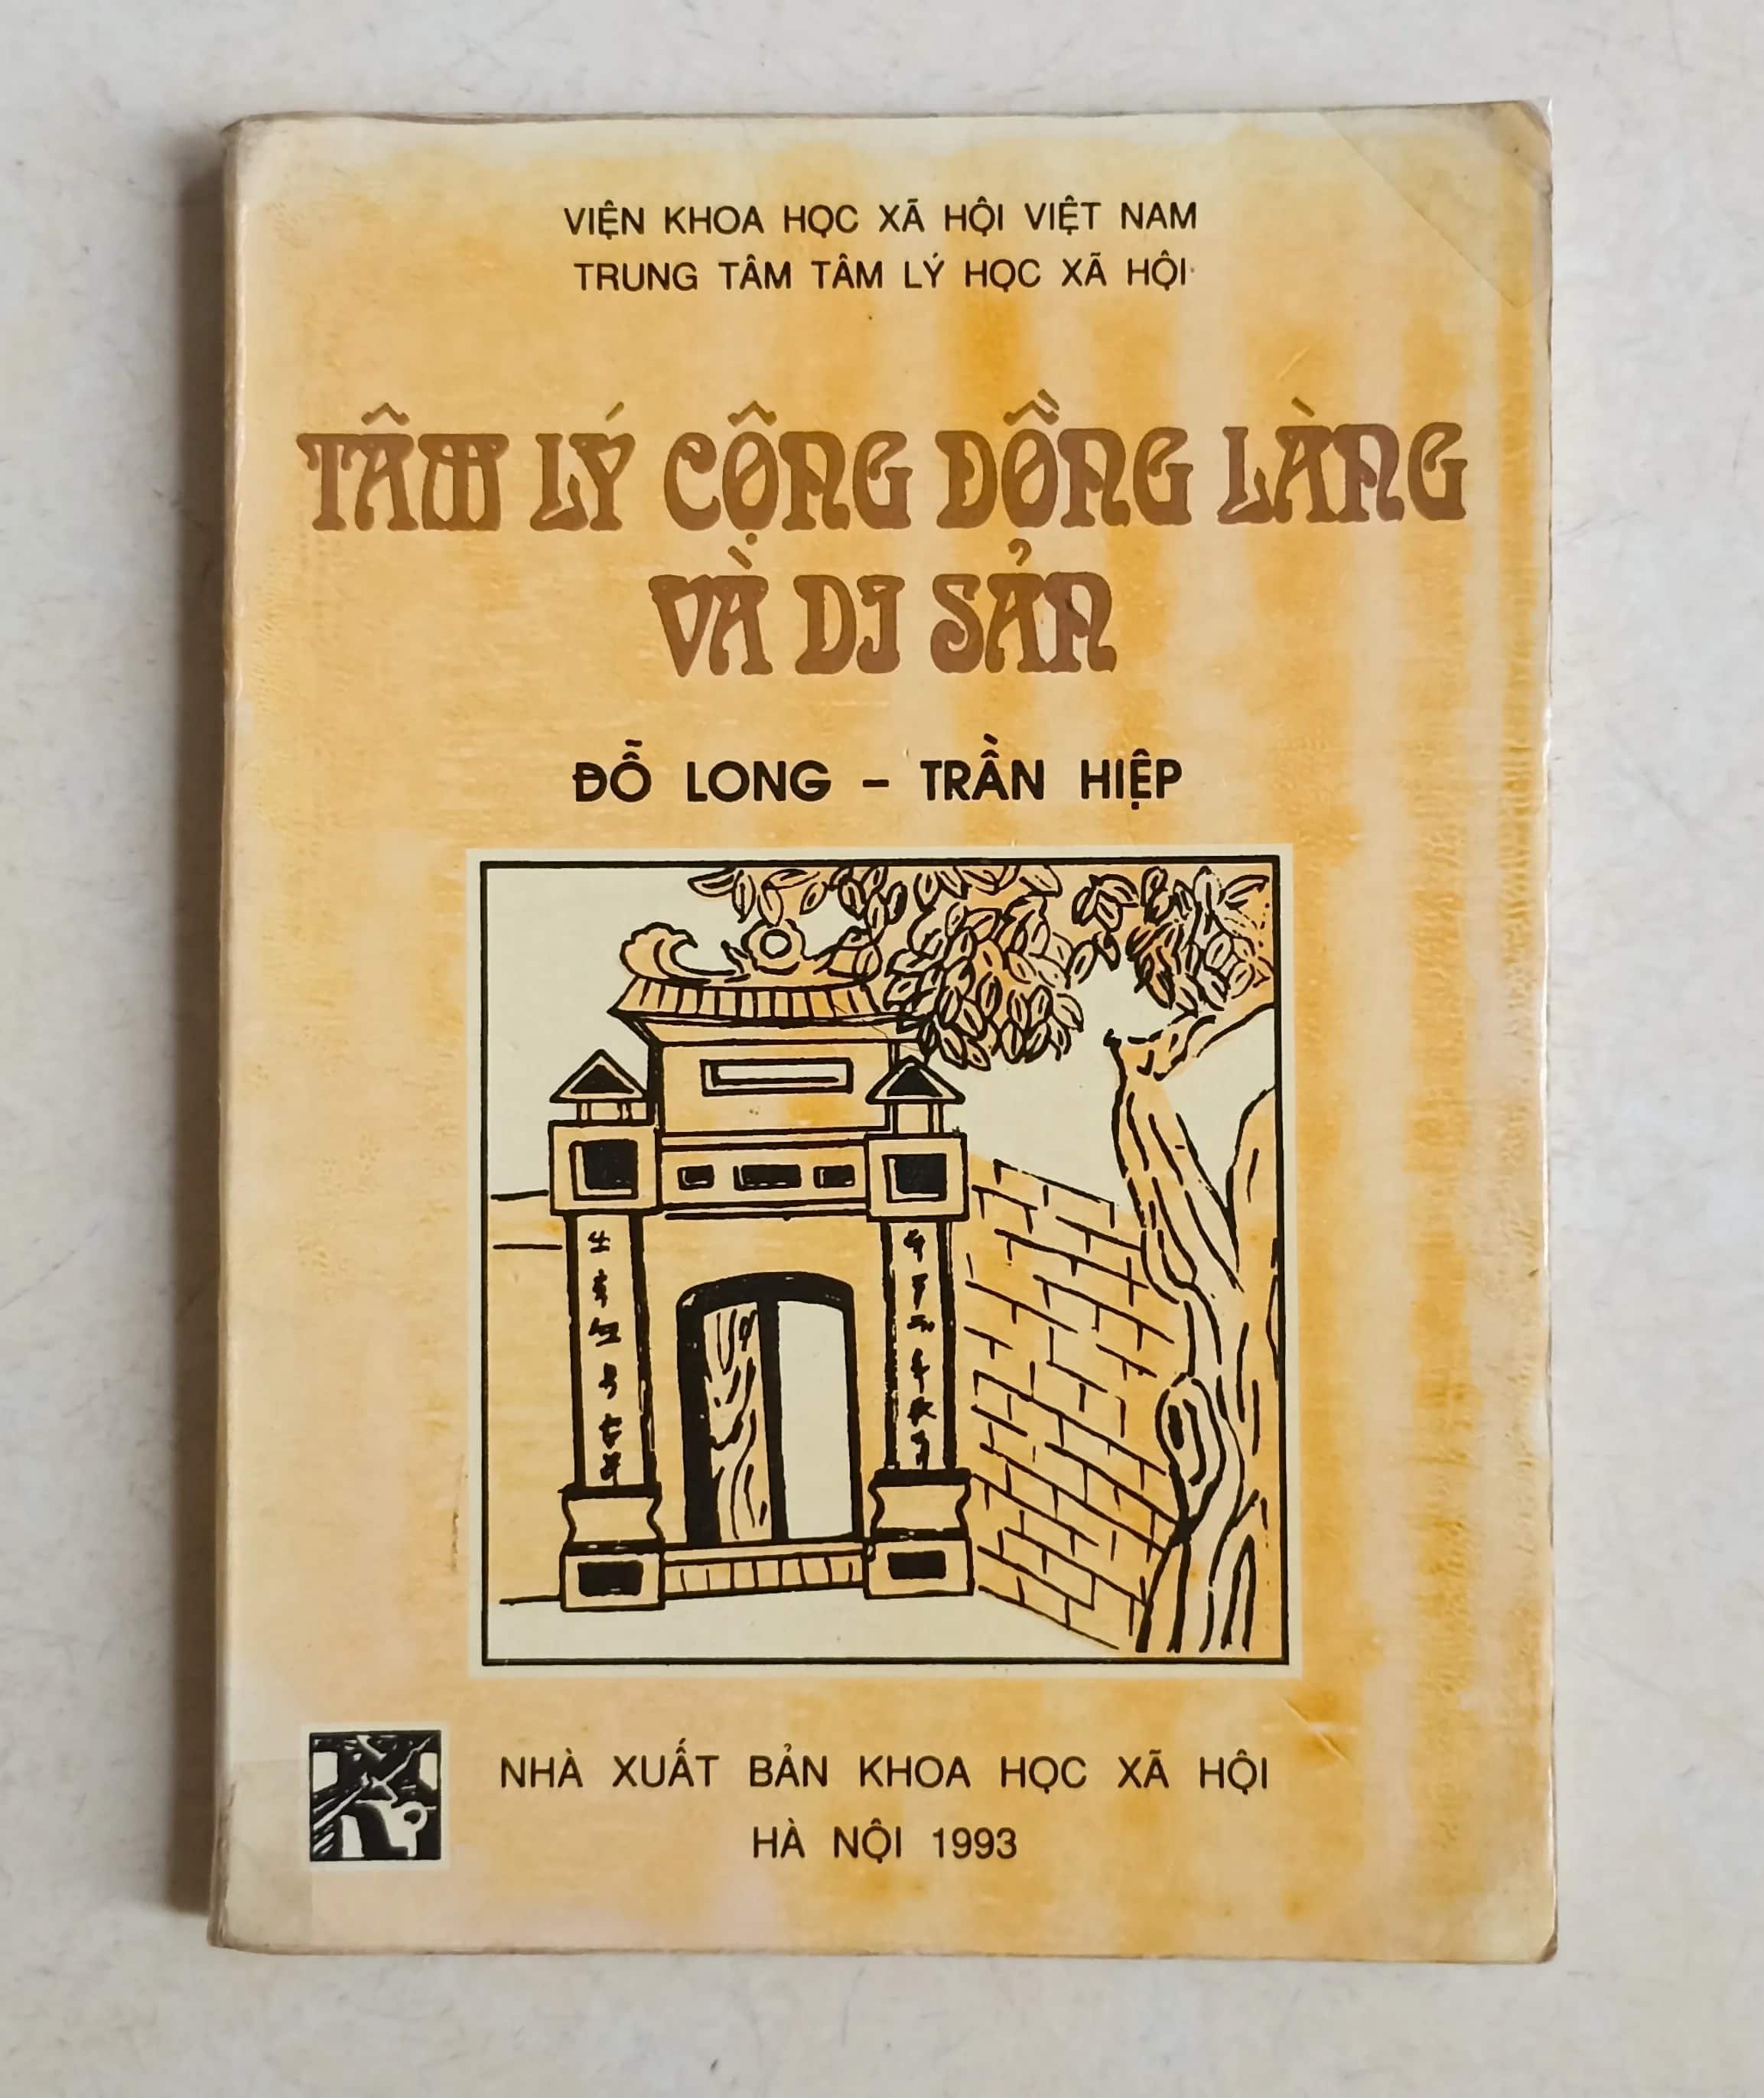 VIỆN KHOA HỌC XÃ HỘI VIỆT NAM
TRUNG TÂM TÂM LÝ HỌC XÃ HỘI
TÂM LÝ CỘNG ĐỒNG LÀNG
VÀ DI SẢN
ĐỖ LONG – TRẦN HIỆP
NHÀ XUẤT BẢN KHOA HỌC XÃ HỘI
HÀ NỘI 1993